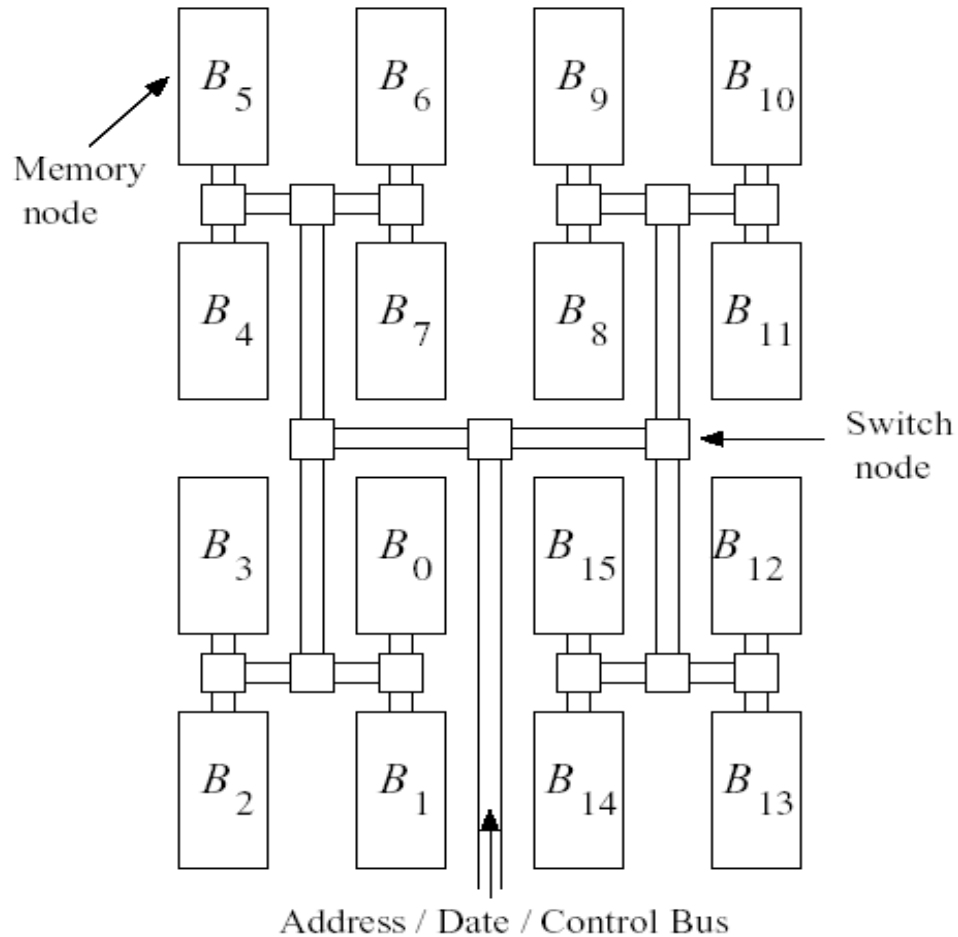 B5 B6 B9 B10
Memory
node
B4 B7 B8 B11
Switch
node
B3 B0 B15 B12
B2 B1 B14 B13
Address / Date / Control Bus